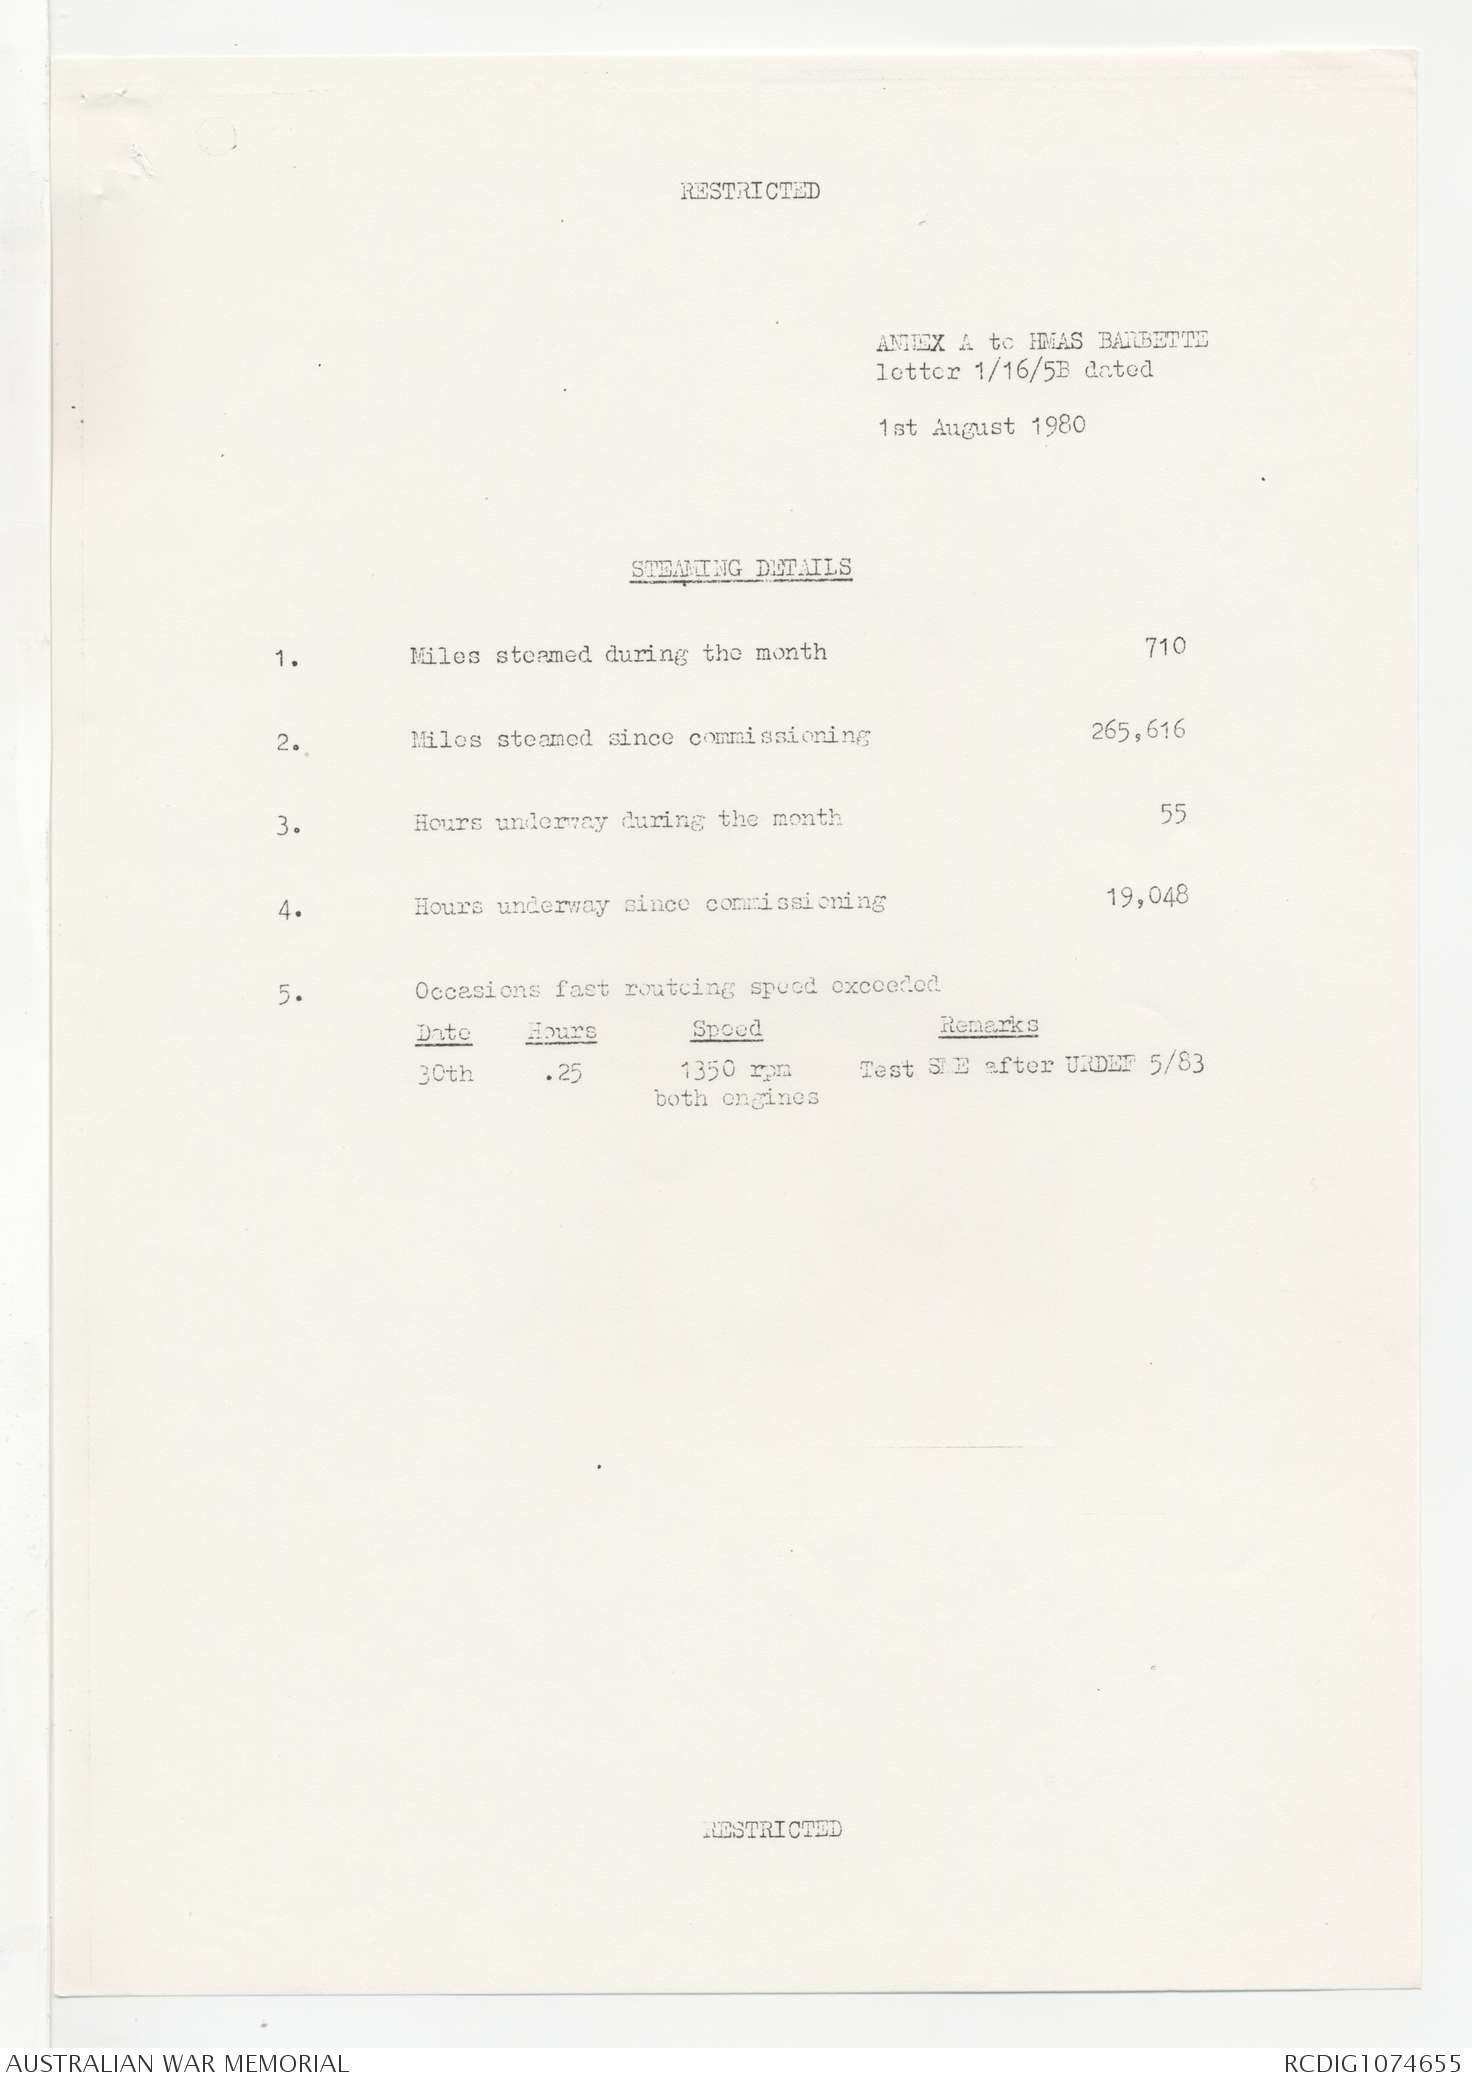 RESTRICTED
ANNEX A to HMAS BARBETTE
letter 1/16/5B dated
1st August 1980
STEAMING DETAILS
1. Miles steamed during the month 710
2. Miles steamed since commissioning 265,616
3. Hours underway during the month 55
4. Hours underway since commissioning 19,048
5. Occasions fast routeing speed exceeded
Date Hours Speed Remarks
30th .25 1350 rpm Test SME after URDEF 5/83
both engines
RESTRICTED
AUSTRALIAN WAR MEMORIAL RCDIG1074655